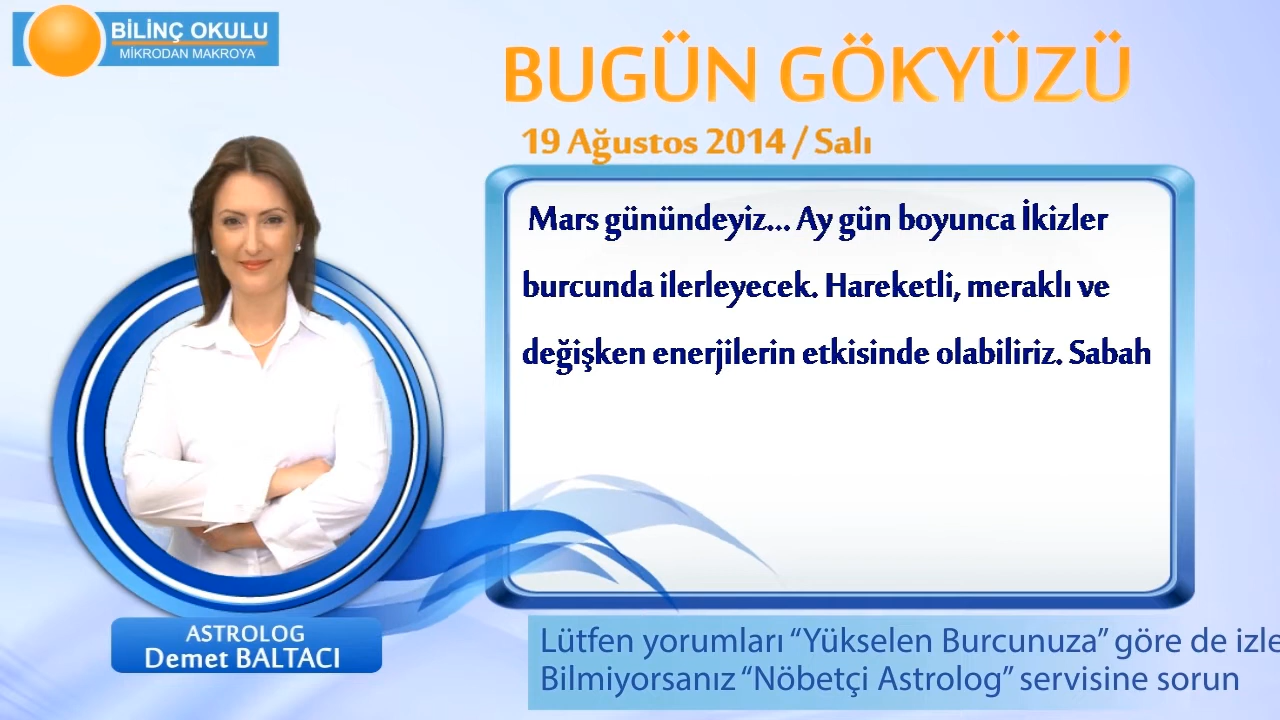 BİLİNÇ OKULU
MİKRODAN MAKROYA
BUGÜN GÖKYÜZÜ
19 Ağustos 2014 / Salı
Mars günündeyiz... Ay gün boyunca İkizler
burcunda ilerleyecek. Hareketli, meraklı ve
değişken enerjilerin etkisinde olabiliriz. Sabah
ASTROLOG
Demet BALTACI
Lütfen yorumları “Yükselen Burcunuza” göre de izle
Bilmiyorsanız “Nöbetçi Astrolog” servisine sorun